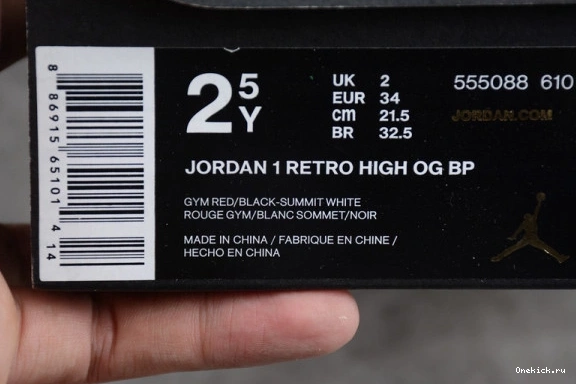 8 86915 65101 4 14
2 5Y
UK 2
EUR 34
cm 21.5
BR 32.5
555088 610
JORDAN.COM
JORDAN 1 RETRO HIGH OG BP
GYM RED/BLACK-SUMMIT WHITE
ROUGE GYM/BLANC SOMMET/NOIR
MADE IN CHINA / FABRIQUE EN CHINE /
HECHO EN CHINA
Onekick.ru